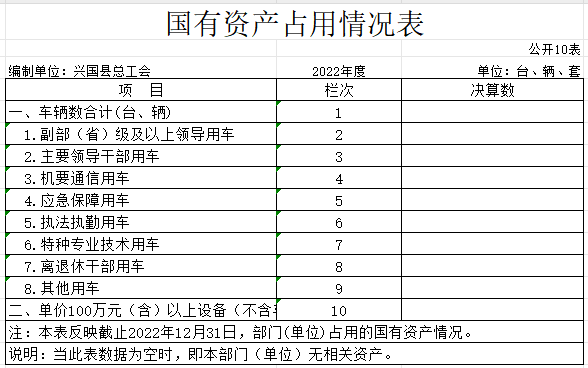 国有资产占用情况表
公开10表
编制单位：兴国县总工会 2022年度 单位：台、辆、套
项 目 栏次 决算数
一、车辆数合计(台、辆) 1
1.副部（省）级及以上领导用车 2
2.主要领导干部用车 3
3.机要通信用车 4
4.应急保障用车 5
5.执法执勤用车 6
6.特种专业技术用车 7
7.离退休干部用车 8
8.其他用车 9
二、单价100万元（含）以上设备（不含 10
注：本表反映截止2022年12月31日，部门(单位)占用的国有资产情况。
说明：当此表数据为空时，即本部门（单位）无相关资产。